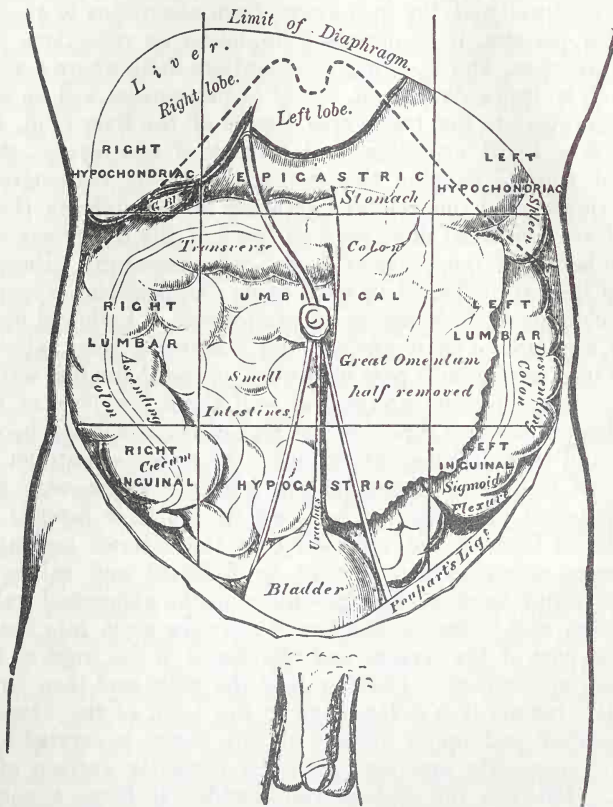 Limit of Diaphragm.
Liver.
Right lobe.
Left lobe.
RIGHT
HYPOCHONDRIAC
EPIGASTRIC
LEFT
HYPOCHONDRIAC
G. Bl.
Stomach
Spleen
Transverse
Colon
RIGHT
LUMBAR
UMBILICAL
LEFT
LUMBAR
Ascending
Colon
Small
Intestines
Great Omentum
half removed
Descending
Colon
RIGHT
INGUINAL
Cæcum
HYPOGASTRIC
LEFT
INGUINAL
Sigmoid
Flexure
Urachus
Bladder
Poupart's Ligt